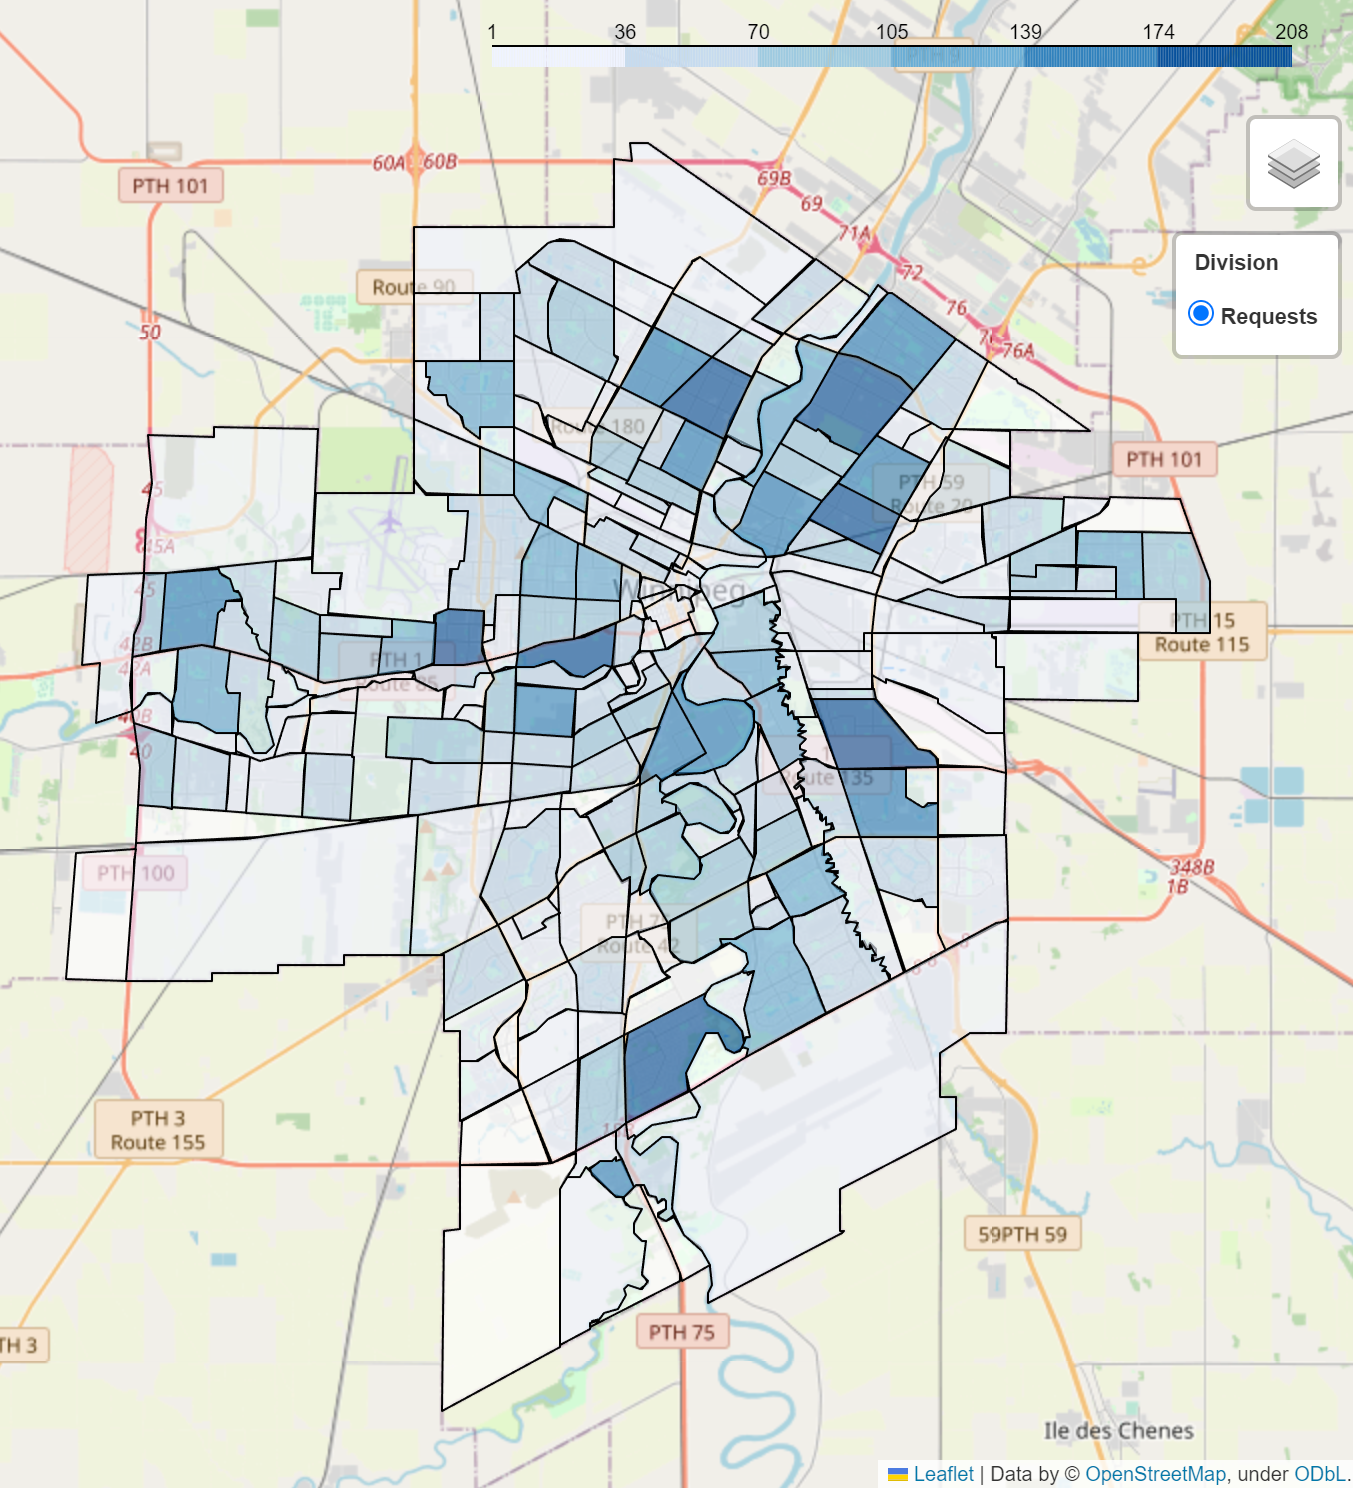 1 36 70 105 139 174 208
PTH 9
60A 60B
69B
PTH 101
69
71A
72
Division
Route 90
76
Requests
50
76A
Route 180
PTH 101
PTH 59
Route 20
45
45A
45
Winnipeg
PTH 15
Route 115
42B
42A
PTH 1
Route 85
40B
40
Route 135
PTH 100
348B
1B
PTH 75
Route 42
PTH 3
Route 155
59PTH 59
PTH 75
TH 3
Ile des Chenes
Leaflet | Data by © OpenStreetMap, under ODbL.